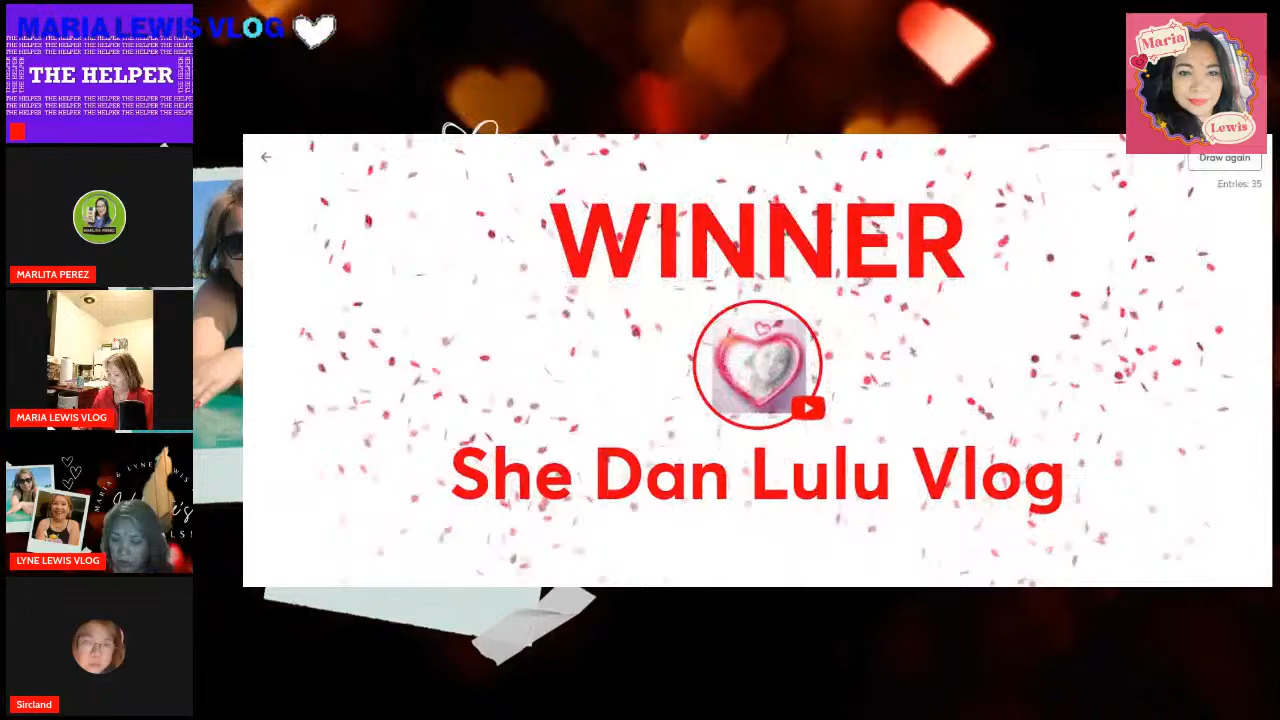 MARIA LEWIS VLOG
THE HELPER
MARLITA PEREZ
MARIA LEWIS VLOG
LYNE LEWIS VLOG
Sircland
Maria
Lewis
Draw again
Entries: 35
WINNER
She Dan Lulu Vlog